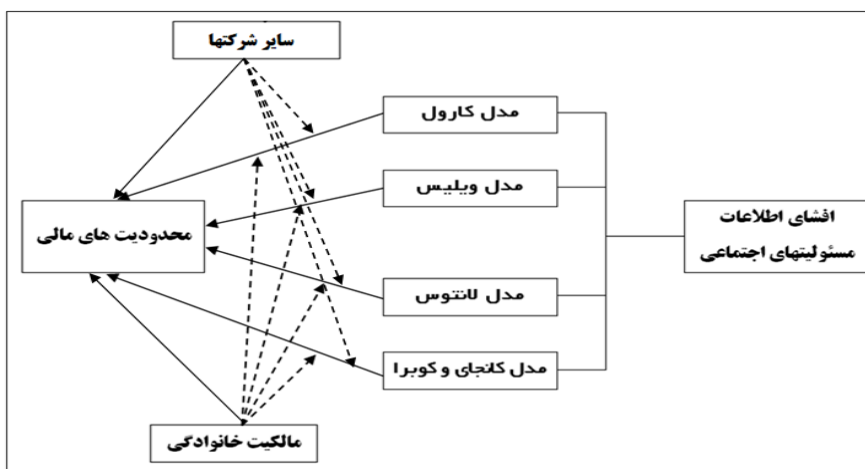 سایر شرکتها
مدل کارول
مدل ویلیس
افشای اطلاعات
مسئولیتهای اجتماعی
محدودیت های مالی
مدل لانتوس
مدل کانجای و کوبرا
مالکیت خانوادگی